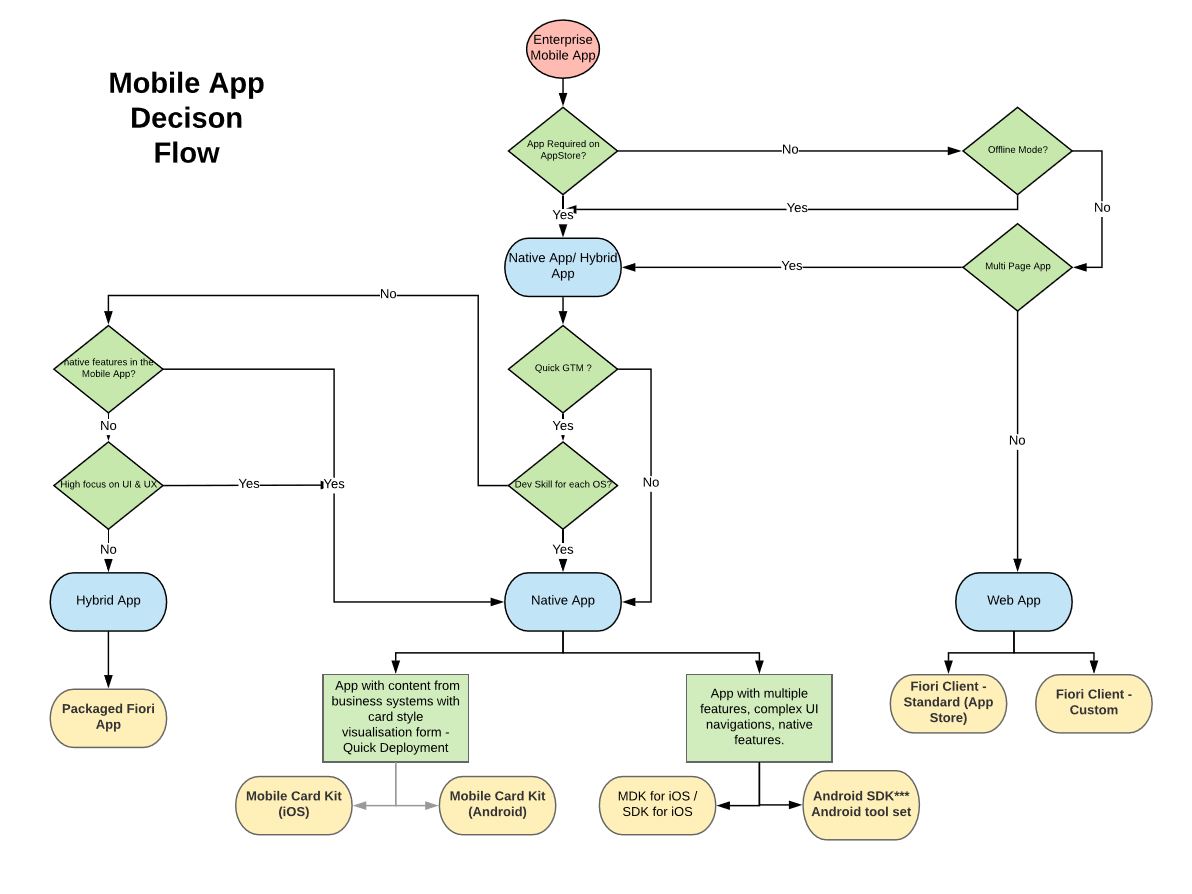 Enterprise
Mobile App
Mobile App
Decison
Flow
App Required on
AppStore?
No
Offline Mode?
Yes
Yes
No
Native App/ Hybrid
App
Yes
Multi Page App
No
native features in the
Mobile App?
Quick GTM ?
No
Yes
No
High focus on UI & UX
Yes
Yes
Dev Skill for each OS?
No
No
Yes
Hybrid App
Native App
Web App
App with content from
business systems with
card style
visualisation form -
Quick Deployment
App with multiple
features, complex UI
navigations, native
features.
Fiori Client -
Standard (App
Store)
Fiori Client -
Custom
Packaged Fiori
App
Mobile Card Kit
(iOS)
Mobile Card Kit
(Android)
MDK for iOS /
SDK for iOS
Android SDK***
Android tool set